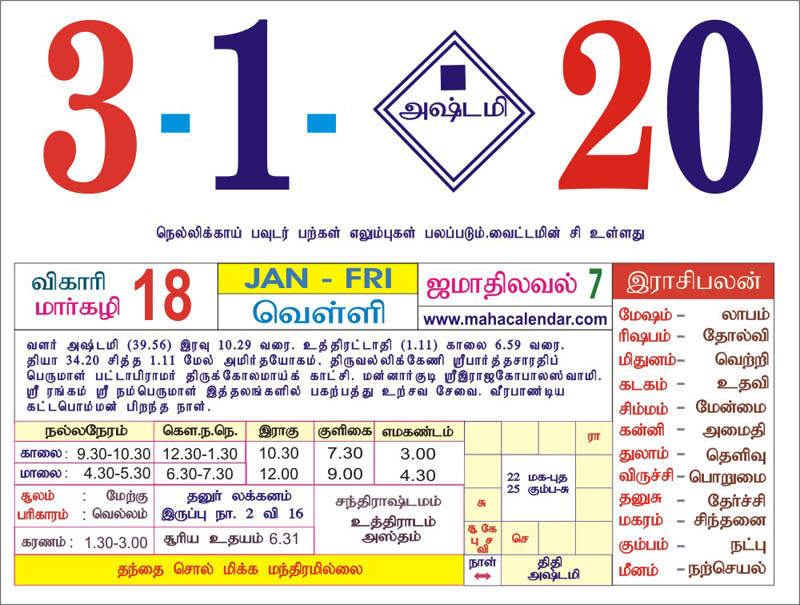 3-1- அஷ்டமி 20
நெல்லிக்காய் பவுடர் பற்கள் எலும்புகள் பலப்படும்.வைட்டமின் சி உள்ளது
விகாரி
மார்கழி 18
JAN - FRI
வெள்ளி
ஜமாதிலவல் 7
www.mahacalendar.com
வளர் அஷ்டமி (39.56) இரவு 10.29 வரை. உத்திரட்டாதி (1.11) காலை 6.59 வரை.
தியா 34.20 சித்த 1.11 மேல் அமிர்தயோகம். திருவல்லிக்கேணி ஸ்ரீபார்த்தசாரதிப்
பெருமாள் பட்டாபிராமர் திருக்கோலமாய்க் காட்சி. மன்னார்குடி ஸ்ரீஇராஜகோபாலஸ்வாமி.
ஸ்ரீ ரங்கம் ஸ்ரீ நம்பெருமாள் இத்தலங்களில் பகற்பத்து உற்சவ சேவை. வீரபாண்டிய
கட்டபொம்மன் பிறந்த நாள்.
நல்லநேரம் கௌ.ந.நெ. இராகு குளிகை எமகண்டம்
காலை : 9.30-10.30 12.30-1.30 10.30 7.30 3.00
மாலை : 4.30-5.30 6.30-7.30 12.00 9.00 4.30
சூலம் : மேற்கு
பரிகாரம் : வெல்லம்
தனுர் லக்கனம்
இருப்பு நா. 2 வி 16
சந்திராஷ்டமம்
உத்திராடம்
அஸ்தம்
கரணம் : 1.30-3.00
சூரிய உதயம் 6.31
தந்தை சொல் மிக்க மந்திரமில்லை
ரா
22 மக-புத
25 கும்ப-சு
சு
சூ கே
பு ச
வி
செ
நாள்
திதி
அஷ்டமி
இராசிபலன்
மேஷம் - லாபம்
ரிஷபம் - தோல்வி
மிதுனம் - வெற்றி
கடகம் - உதவி
சிம்மம் - மேன்மை
கன்னி - அமைதி
துலாம் - தெளிவு
விருச்சி - பொறுமை
தனுசு - தேர்ச்சி
மகரம் - சிந்தனை
கும்பம் - நட்பு
மீனம் - நற்செயல்